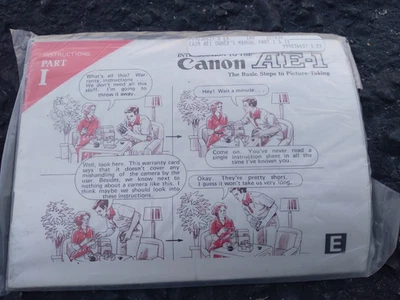 INSTRUCTIONS
PART
I
Canon AE-1
The Basic Steps to Picture-Taking
What's all this? War-
ranty, instructions
We don't need all this
stuff. I'm going to
throw it away.
Hey! Wait a minute.
Come on. You've never read a
single instruction sheet in all the
time I've known you.
Well, look here. This warranty card
says that it doesn't cover any
mishandling of the camera by the
user. Besides, we know next to
nothing about a camera like this. I
think maybe we should look into
these instructions.
Okay. They're pretty short.
I guess it won't take us very long.
E